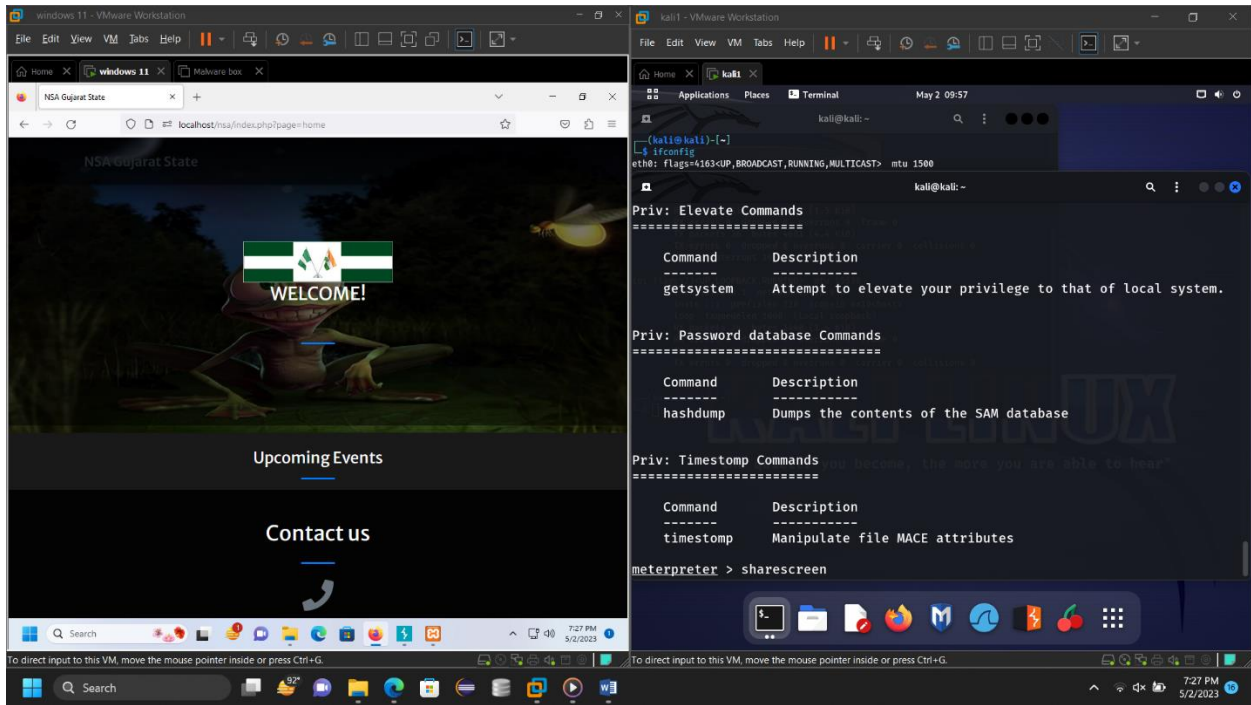 windows 11 - VMware Workstation
File Edit View VM Tabs Help
Home windows 11 Malware box
NSA Gujarat State
localhost/nsa/index.php?page=home
NSA Gujarat State
WELCOME!
Upcoming Events
Contact us
Search
7:27 PM
5/2/2023
To direct input to this VM, move the mouse pointer inside or press Ctrl+G.
kali1 - VMware Workstation
File Edit View VM Tabs Help
Home kali1
Applications Places Terminal May 2 09:57
kali@kali: ~
(kali㉿kali)-[~]
$ ifconfig
eth0: flags=4163<UP,BROADCAST,RUNNING,MULTICAST> mtu 1500
kali@kali: ~
Priv: Elevate Commands
======================
Command Description
------- -----------
getsystem Attempt to elevate your privilege to that of local system.
Priv: Password database Commands
================================
Command Description
------- -----------
hashdump Dumps the contents of the SAM database
Priv: Timestomp Commands
========================
Command Description
------- -----------
timestomp Manipulate file MACE attributes
meterpreter > sharescreen
To direct input to this VM, move the mouse pointer inside or press Ctrl+G.
Search
92°
7:27 PM
5/2/2023
16